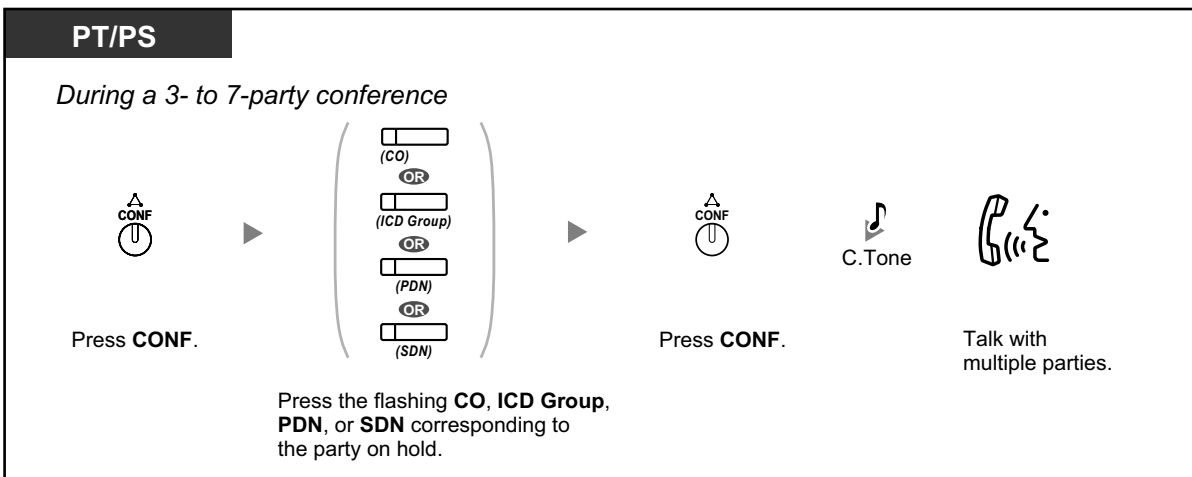 PT/PS
During a 3- to 7-party conference
CONF
Press CONF.
(CO)
OR
(ICD Group)
OR
(PDN)
OR
(SDN)
Press the flashing CO, ICD Group,
PDN, or SDN corresponding to
the party on hold.
CONF
Press CONF.
C.Tone
Talk with
multiple parties.